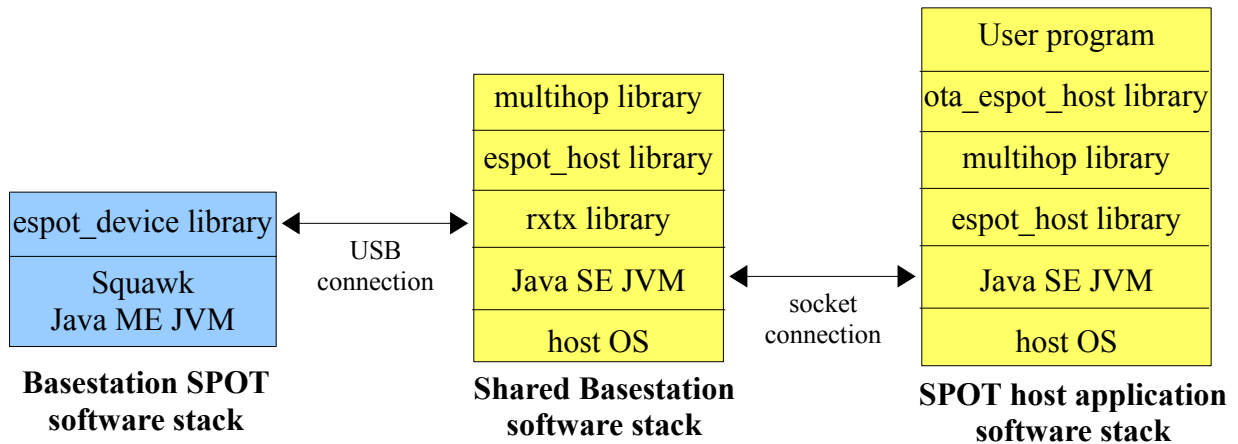 espot_device library
Squawk
Java ME JVM
Basestation SPOT
software stack
USB
connection
multihop library
espot_host library
rxtx library
Java SE JVM
host OS
Shared Basestation
software stack
socket
connection
User program
ota_espot_host library
multihop library
espot_host library
Java SE JVM
host OS
SPOT host application
software stack